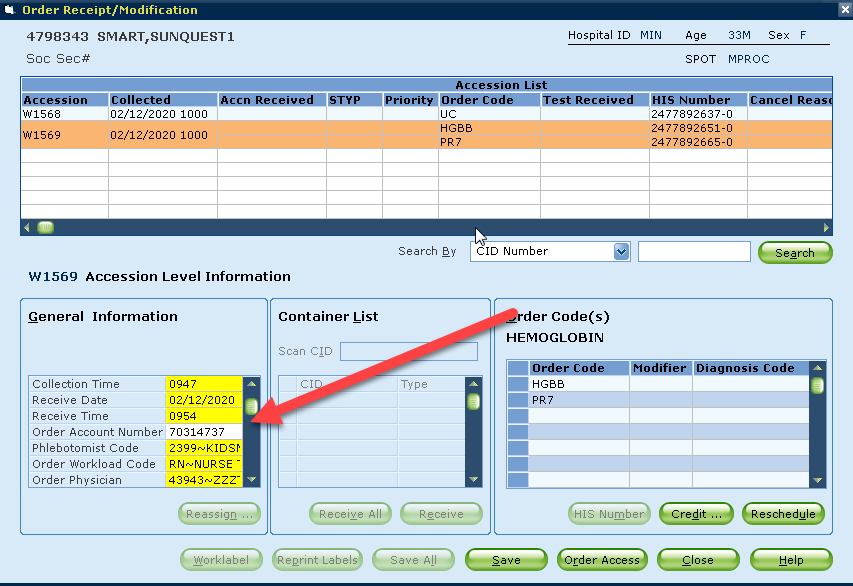 Order Receipt/Modification
4798343 SMART,SUNQUEST1
Hospital ID MIN Age 33M Sex F
Soc Sec#
SPOT MPROC
Accession List
Accession Collected Accn Received STYP Priority Order Code Test Received HIS Number Cancel Reaso
W1568 02/12/2020 1000 UC 2477892637-0
W1569 02/12/2020 1000 HGBB 2477892651-0
PR7 2477892665-0
Search By CID Number Search
W1569 Accession Level Information
General Information
Collection Time 0947
Receive Date 02/12/2020
Receive Time 0954
Order Account Number 70314737
Phlebotomist Code 2399~KIDSN
Order Workload Code RN~NURSE
Order Physician 43943~ZZZ
Reassign ...
Container List
Scan CID
CID Type
Receive All Receive
Order Code(s)
HEMOGLOBIN
Order Code Modifier Diagnosis Code
HGBB
PR7
HIS Number Credit ... Reschedule
Worklabel Reprint Labels Save All Save Order Access Close Help